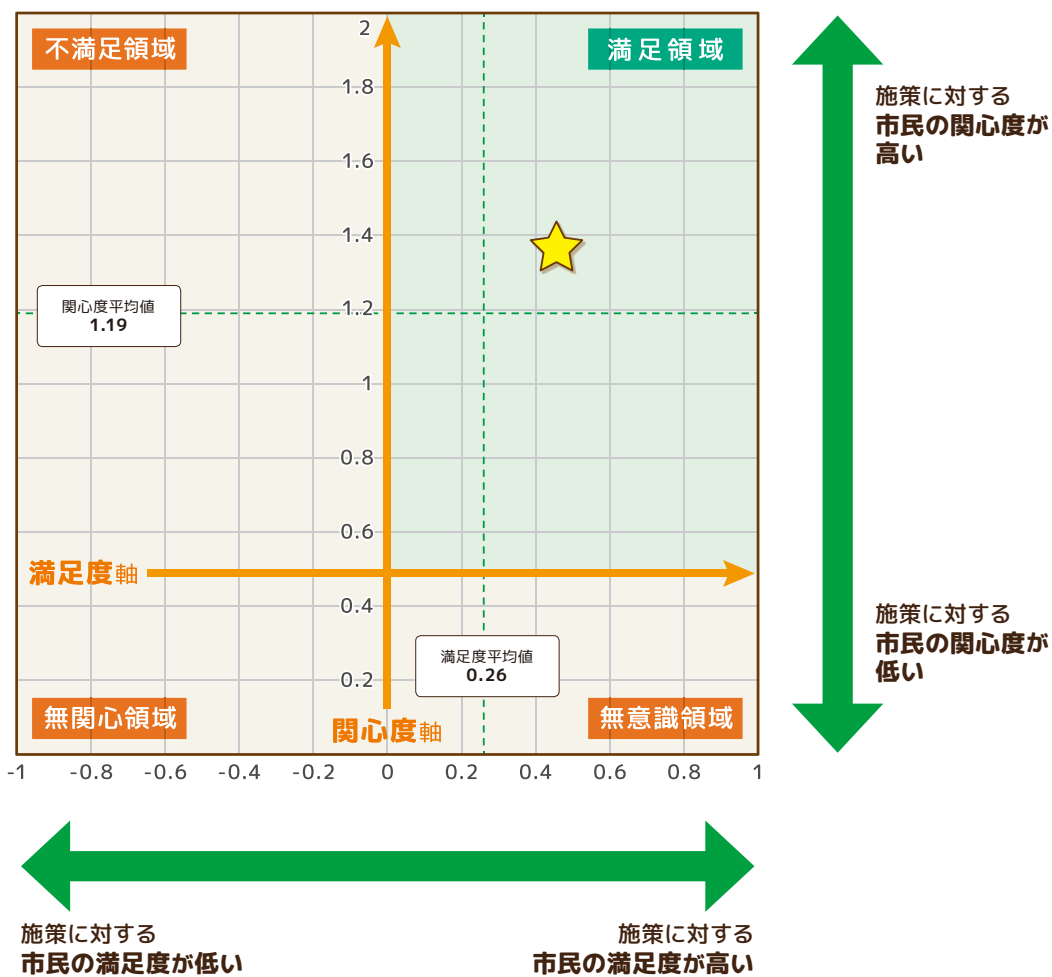 2
不満足領域
満足領域
1.8
施策に対する
市民の関心度が
高い
1.6
1.4
関心度平均値
1.19
1.2
1
0.8
0.6
満足度軸
0.4
施策に対する
市民の関心度が
低い
満足度平均値
0.26
0.2
無関心領域
関心度軸
無意識領域
-1 -0.8 -0.6 -0.4 -0.2 0 0.2 0.4 0.6 0.8 1
施策に対する
市民の満足度が低い
施策に対する
市民の満足度が高い